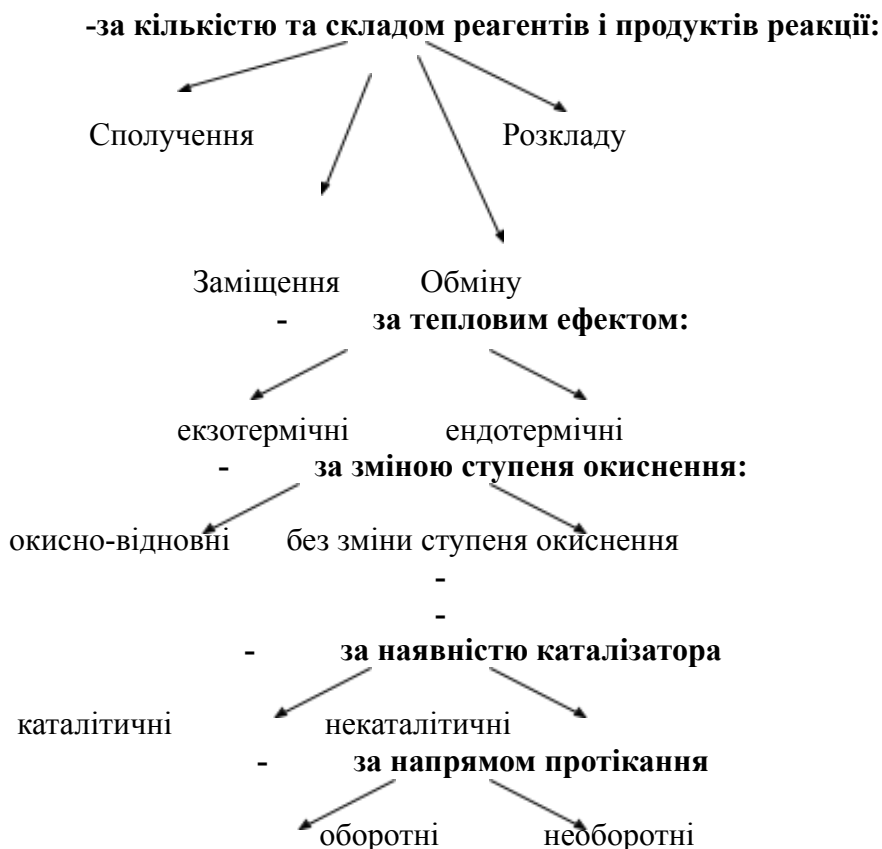 -за кількістю та складом реагентів і продуктів реакції:
Сполучення Розкладу
Заміщення Обміну
- за тепловим ефектом:
екзотермічні ендотермічні
- за зміною ступеня окиснення:
окисно-відновні без зміни ступеня окиснення
-
-
- за наявністю каталізатора
каталітичні некаталітичні
- за напрямом протікання
оборотні необоротні